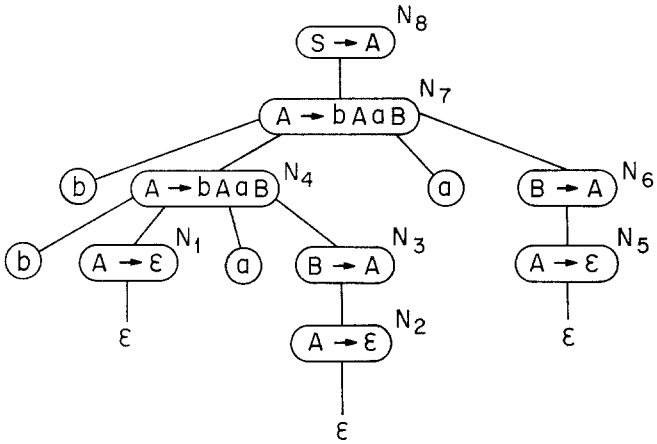 N8
S → A
N7
A → bAaB
b
A → bAaB
N4
a
B → A
N6
b
A → ε
N1
a
B → A
N3
A → ε
N5
ε
A → ε
N2
ε
ε